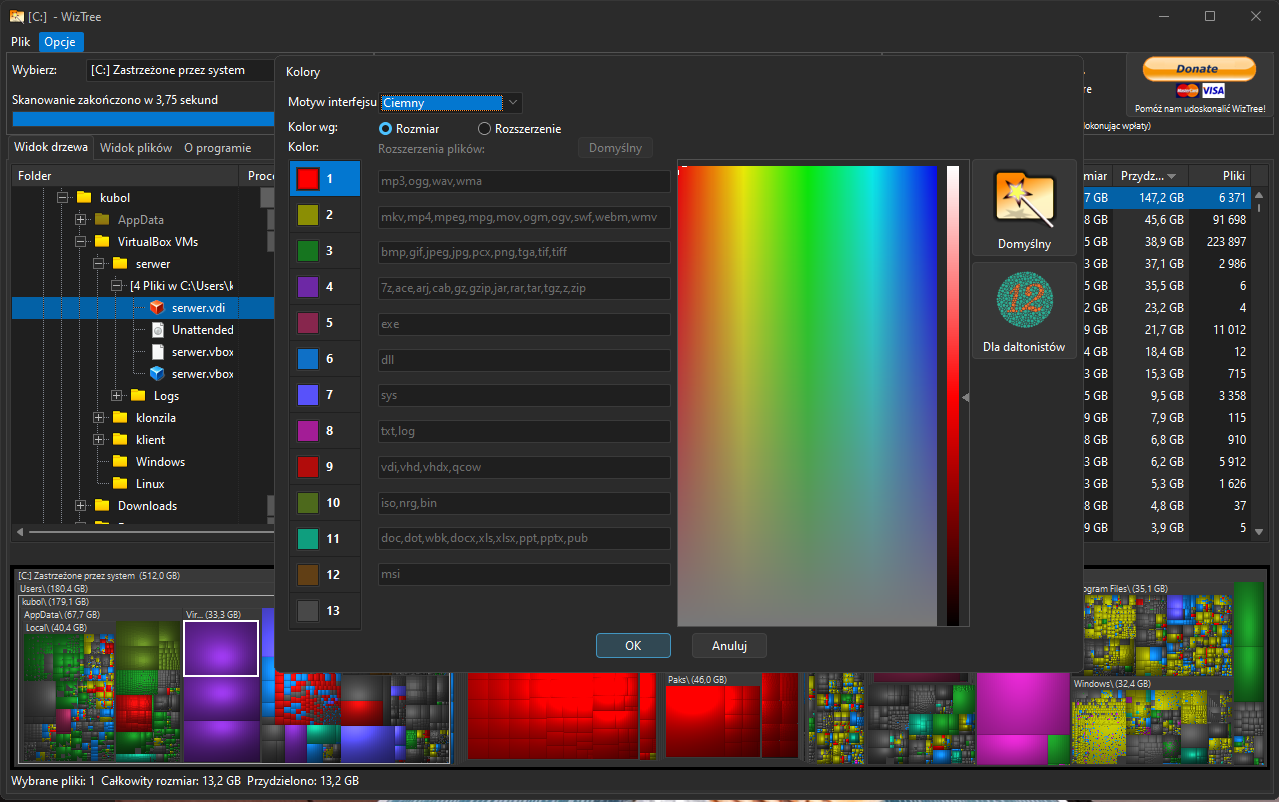 [C:] - WizTree
Plik Opcje
Wybierz: [C:] Zastrzeżone przez system
Skanowanie zakończono w 3,75 sekund
Widok drzewa Widok plików O programie
Folder
kubol
AppData
VirtualBox VMs
serwer
[4 Pliki w C:\Users\k
serwer.vdi
Unattended
serwer.vbox
serwer.vbox
Logs
klonzila
klient
Windows
Linux
Downloads
Kolory
Motyw interfejsu Ciemny
Kolor wg: Rozmiar Rozszerzenie
Kolor: Rozszerzenia plików: Domyślny
1 mp3,ogg,wav,wma
2 mkv,mp4,mpeg,mpg,mov,ogm,ogv,swf,webm,wmv
3 bmp,gif,jpeg,jpg,pcx,png,tga,tif,tiff
4 7z,ace,arj,cab,gz,gzip,jar,rar,tar,tgz,z,zip
5 exe
6 dll
7 sys
8 txt,log
9 vdi,vhd,vhdx,qcow
10 iso,nrg,bin
11 doc,dot,wbk,docx,xls,xlsx,ppt,pptx,pub
12 msi
13
OK Anuluj
Domyślny
12
Dla daltonistów
Donate
MasterCard VISA
Pomóż nam udoskonalić WizTree!
dokonując wpłaty)
Przydz... Pliki
7 GB 147,2 GB 6 371
8 GB 45,6 GB 91 698
5 GB 38,9 GB 223 897
3 GB 37,1 GB 2 986
5 GB 35,5 GB 6
2 GB 23,2 GB 4
9 GB 21,7 GB 11 012
4 GB 18,4 GB 12
3 GB 15,3 GB 715
5 GB 9,5 GB 3 358
9 GB 7,9 GB 115
8 GB 6,8 GB 910
3 GB 6,2 GB 5 912
3 GB 5,3 GB 1 626
8 GB 4,8 GB 37
9 GB 3,9 GB 5
[C:] Zastrzeżone przez system (512,0 GB)
Users\ (180,4 GB)
kubol\ (179,1 GB)
AppData\ (67,7 GB) Vir... (33,3 GB)
Local\ (40,4 GB)
Paks\ (46,0 GB)
ogram Files\ (35,1 GB)
Windows\ (32,4 GB)
Wybrane pliki: 1 Całkowity rozmiar: 13,2 GB Przydzielono: 13,2 GB